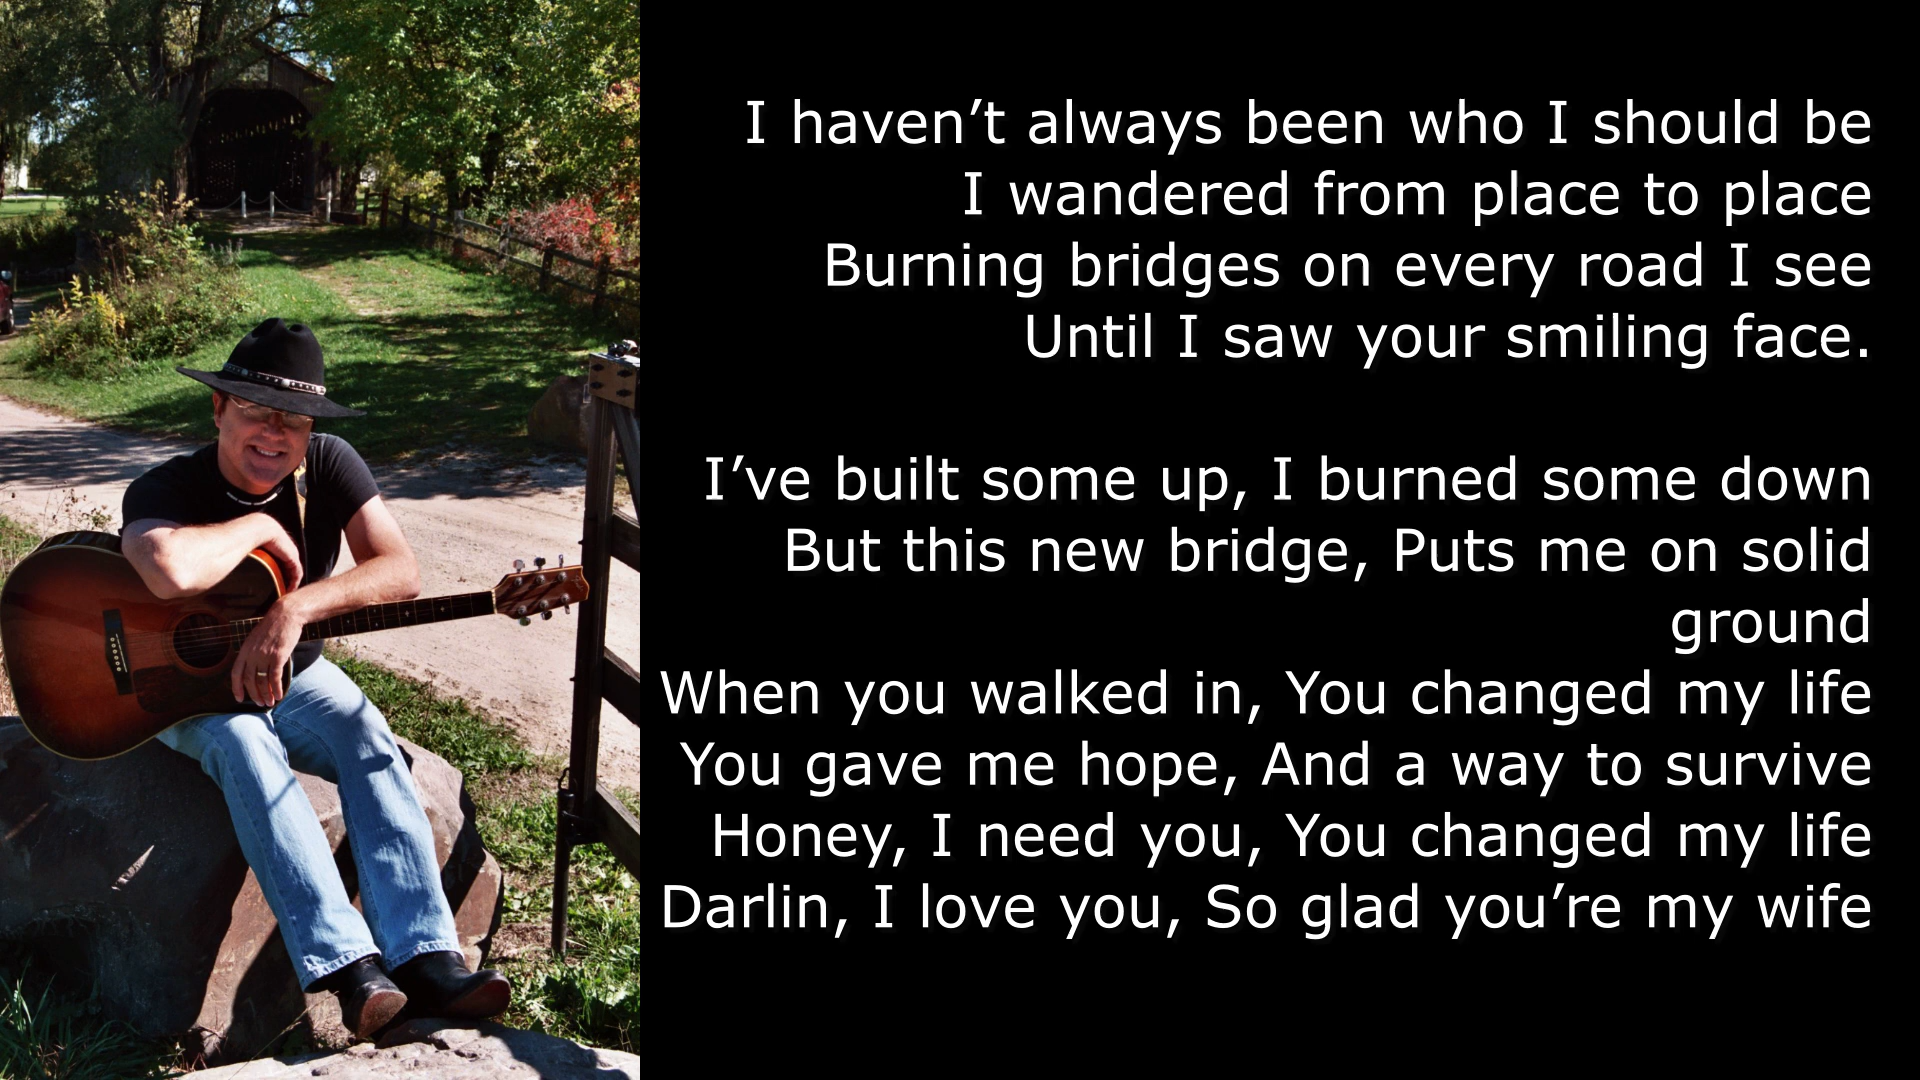 I haven’t always been who I should be
I wandered from place to place
Burning bridges on every road I see
Until I saw your smiling face.
I’ve built some up, I burned some down
But this new bridge, Puts me on solid
ground
When you walked in, You changed my life
You gave me hope, And a way to survive
Honey, I need you, You changed my life
Darlin, I love you, So glad you’re my wife